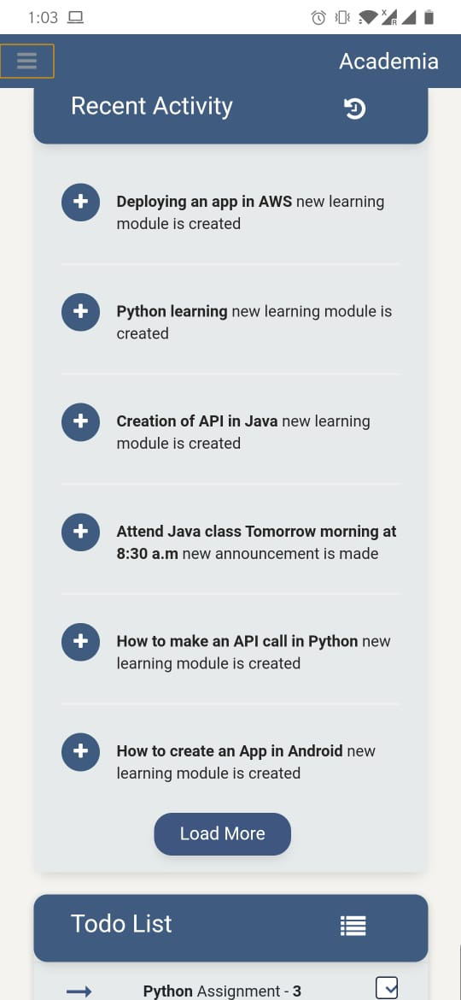 1:03
Academia
Recent Activity
Deploying an app in AWS new learning
module is created
Python learning new learning module is
created
Creation of API in Java new learning
module is created
Attend Java class Tomorrow morning at
8:30 a.m new announcement is made
How to make an API call in Python new
learning module is created
How to create an App in Android new
learning module is created
Load More
Todo List
Python Assignment - 3